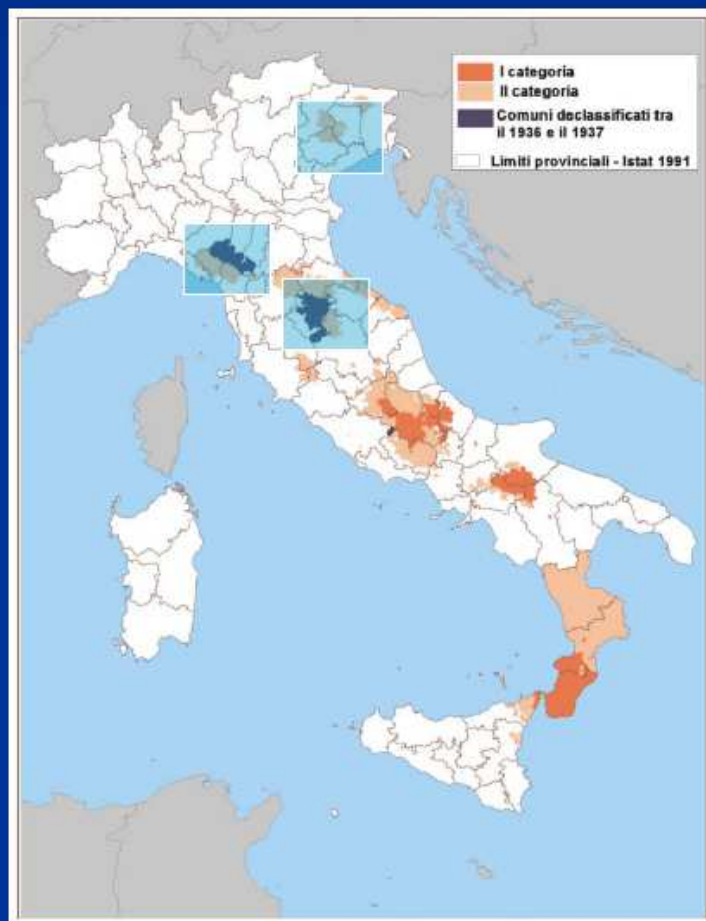 I categoria
II categoria
Comuni declassificati tra
il 1936 e il 1937
Limiti provinciali - Istat 1991